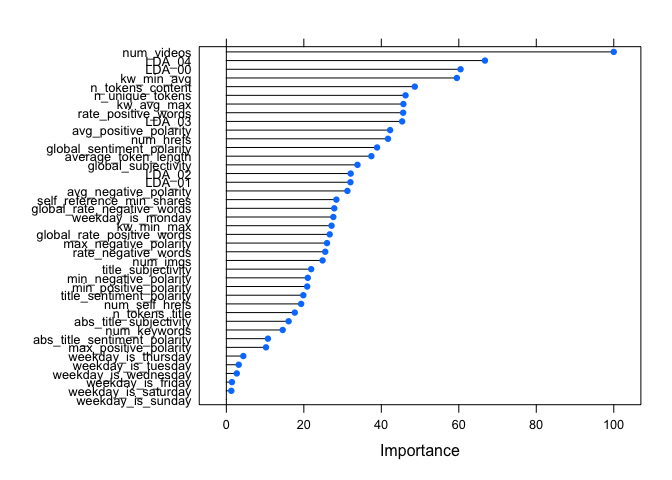 num_videos
LDA_04
LDA_00
kw_min_avg
n_tokens_content
n_unique_tokens
kw_avg_max
rate_positive_words
LDA_03
avg_positive_polarity
num_hrefs
global_sentiment_polarity
average_token_length
global_subjectivity
LDA_02
LDA_01
avg_negative_polarity
self_reference_min_shares
global_rate_negative_words
weekday_is_monday
kw_min_max
global_rate_positive_words
max_negative_polarity
rate_negative_words
num_imgs
title_subjectivity
min_negative_polarity
min_positive_polarity
title_sentiment_polarity
num_self_hrefs
n_tokens_title
abs_title_subjectivity
num_keywords
abs_title_sentiment_polarity
max_positive_polarity
weekday_is_thursday
weekday_is_tuesday
weekday_is_wednesday
weekday_is_friday
weekday_is_saturday
weekday_is_sunday
0 20 40 60 80 100
Importance